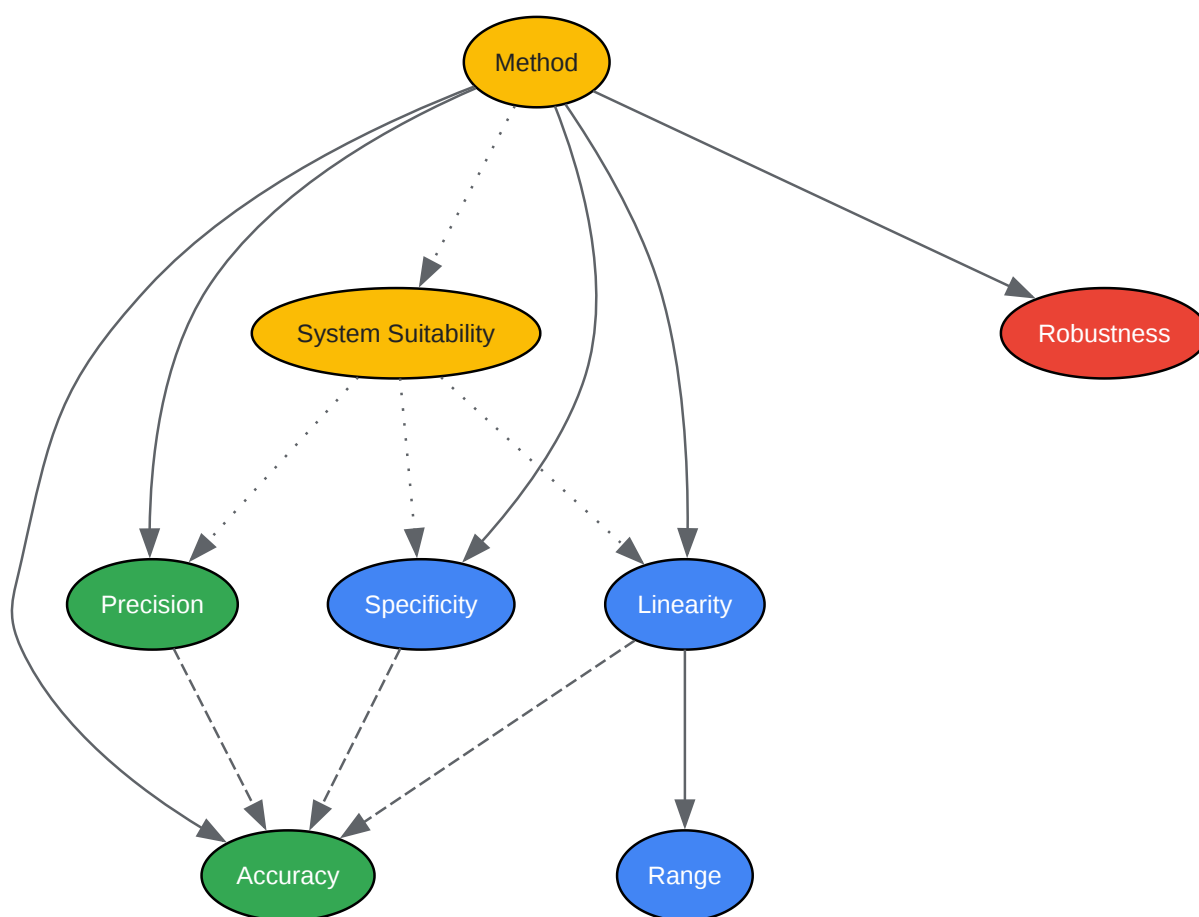 Method
System Suitability
Robustness
Precision
Specificity
Linearity
Accuracy
Range